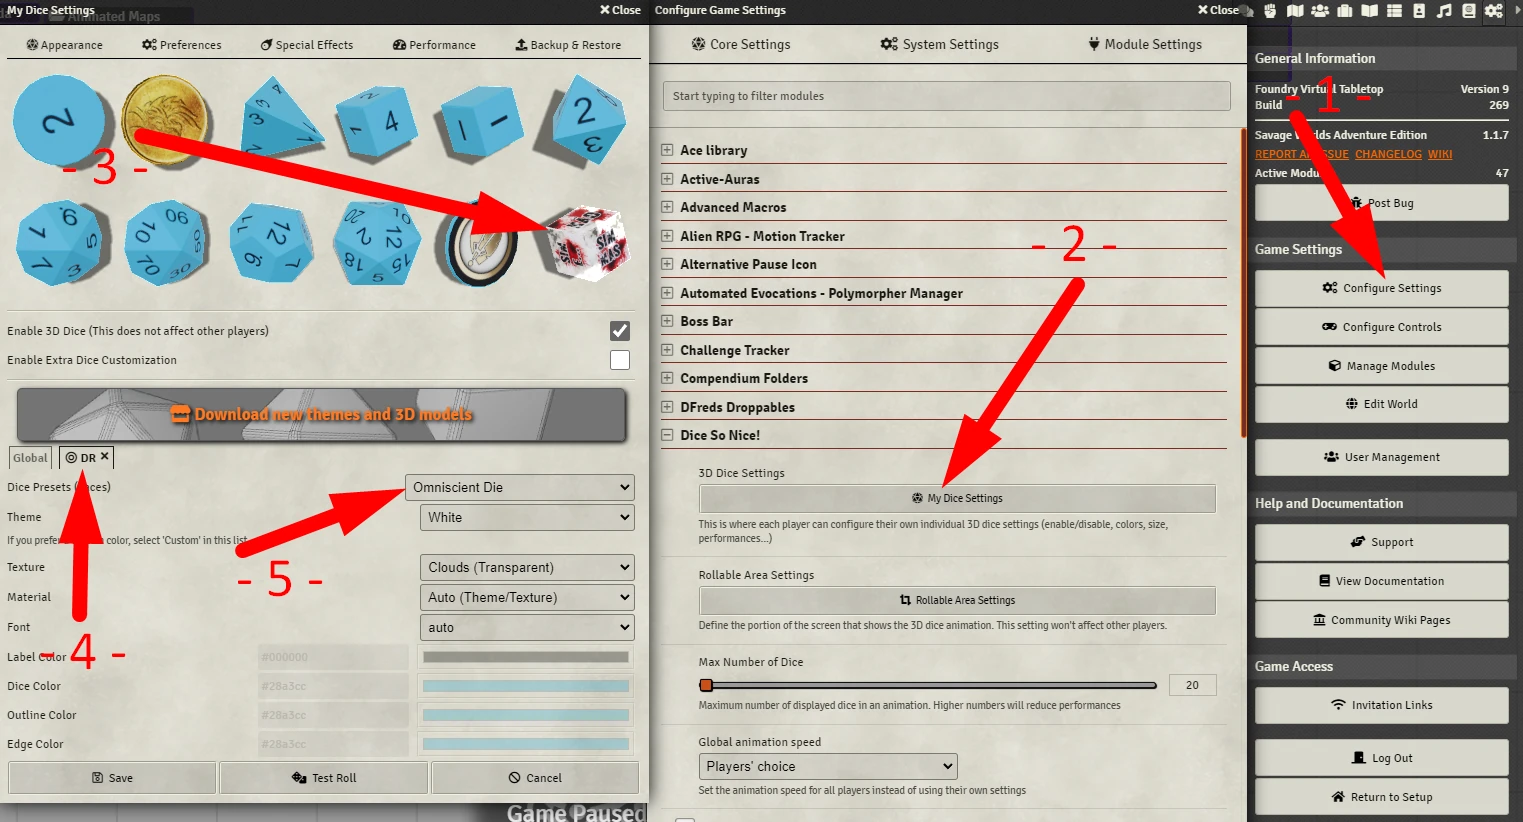 My Dice Settings
Close
Animated Maps
Appearance
Preferences
Special Effects
Performance
Backup & Restore
- 3 -
Enable 3D Dice (This does not affect other players)
Enable Extra Dice Customization
Download new themes and 3D models
Global
DR
Dice Presets
Omniscient Die
Theme
White
If you prefer color, select 'Custom' in this list
Texture
Clouds (Transparent)
- 5 -
Material
Auto (Theme/Texture)
Font
auto
- 4 -
Label Color
#000000
Dice Color
#28a3cc
Outline Color
#28a3cc
Edge Color
#28a3cc
Save
Test Roll
Cancel
Game Paused
Configure Game Settings
Close
Core Settings
System Settings
Module Settings
Start typing to filter modules
Ace library
Active-Auras
Advanced Macros
Alien RPG - Motion Tracker
- 2 -
Alternative Pause Icon
Automated Evocations - Polymorpher Manager
Boss Bar
Challenge Tracker
Compendium Folders
DFreds Droppables
Dice So Nice!
3D Dice Settings
My Dice Settings
This is where each player can configure their own individual 3D dice settings (enable/disable, colors, size,
performances...)
Rollable Area Settings
Rollable Area Settings
Define the portion of the screen that shows the 3D dice animation. This setting won't affect other players.
Max Number of Dice
20
Maximum number of displayed dice in an animation. Higher numbers will reduce performances
Global animation speed
Players' choice
Set the animation speed for all players instead of using their own settings
General Information
Foundry Virtual Tabletop
Version 9
- 1 -
Build
269
Savage Worlds Adventure Edition
1.1.7
REPORT AN ISSUE
CHANGELOG
WIKI
Active Modu
47
Post Bug
Game Settings
Configure Settings
Configure Controls
Manage Modules
Edit World
User Management
Help and Documentation
Support
View Documentation
Community Wiki Pages
Game Access
Invitation Links
Log Out
Return to Setup